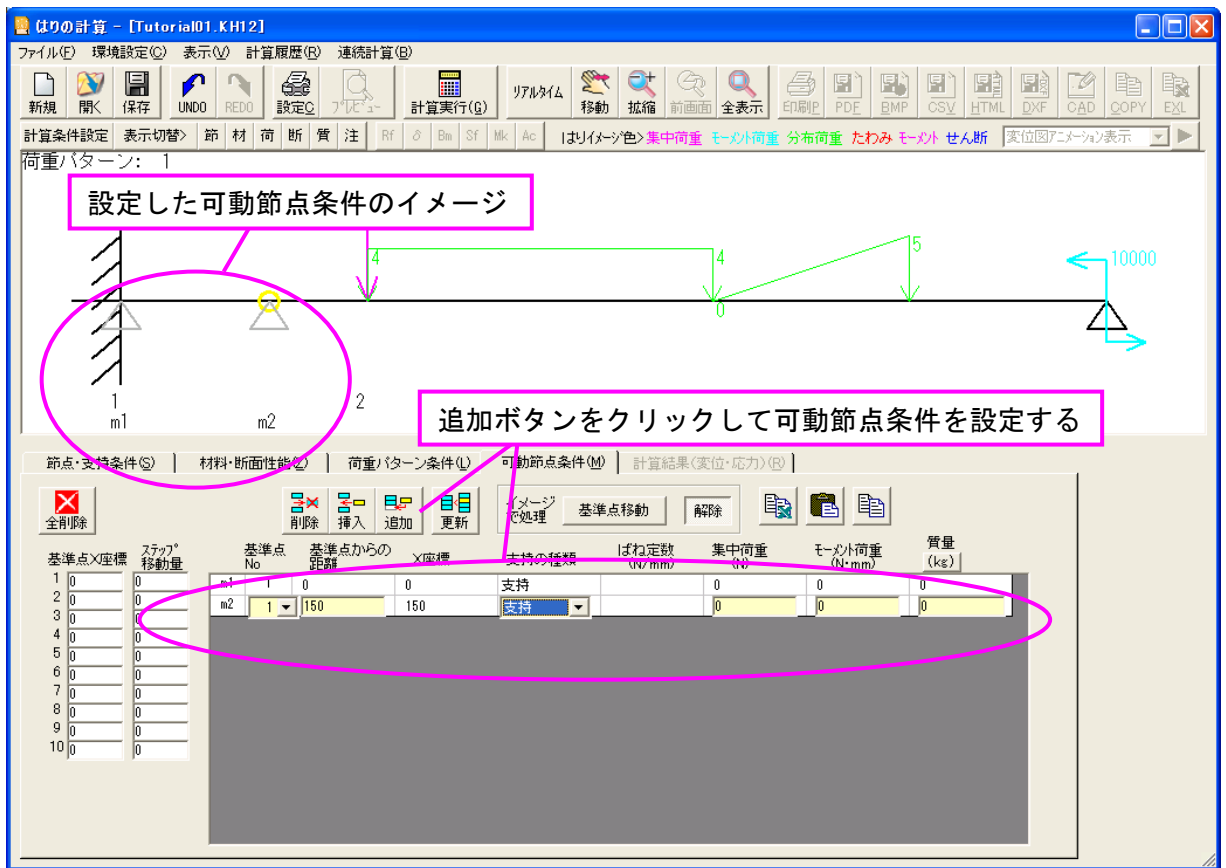 はりの計算 - [Tutorial01.KH12]
ファイル(F) 環境設定(C) 表示(V) 計算履歴(R) 連続計算(B)
新規 開く 保存 UNDO REDO 設定C プレビュー 計算実行(G) リアルタイム 移動 拡縮 前画面 全表示 印刷P PDF BMP CSV HTML DXF CAD COPY EXL
計算条件設定 表示切替> 節 材 荷 断 質 注 Rf δ Bm Sf Mk Ac はりイメージ色>集中荷重 モーメント荷重 分布荷重 たわみ モーメント せん断 変位図アニメーション表示
荷重パターン: 1
設定した可動節点条件のイメージ
4 4 5 10000
0
1 2
m1 m2
追加ボタンをクリックして可動節点条件を設定する
節点・支持条件(S) 材料・断面性能(Z) 荷重パターン条件(L) 可動節点条件(M) 計算結果(変位・応力)(R)
全削除 削除 挿入 追加 更新 イメージで処理 基準点移動 解除
基準点X座標 ステップ移動量 基準点No 基準点からの距離 X座標 支持の種類 ばね定数(N/mm) 集中荷重(N) モーメント荷重(N・mm) 質量(kg)
1 0 0 m1 1 0 0 支持 0 0 0
2 0 0 m2 1 150 150 支持 0 0 0
3 0 0
4 0 0
5 0 0
6 0 0
7 0 0
8 0 0
9 0 0
10 0 0